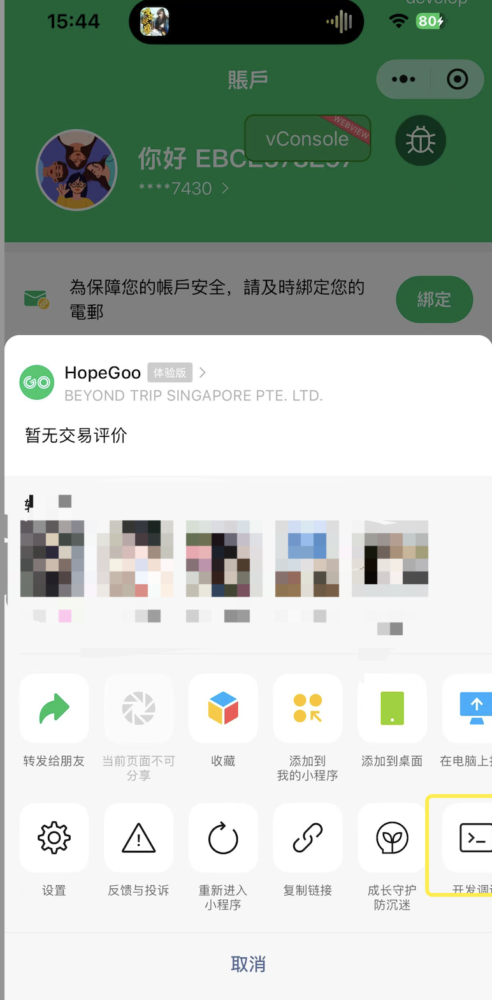 15:44
80
賬戶
WEBVIEW
vConsole
你好
****7430
為保障您的帳戶安全，請及時綁定您的
電郵
綁定
GO
HopeGoo
体验版
BEYOND TRIP SINGAPORE PTE. LTD.
暂无交易评价
转发给朋友
当前页面不可
分享
收藏
添加到
我的小程序
添加到桌面
在电脑上
设置
反馈与投诉
重新进入
小程序
复制链接
成长守护
防沉迷
开发调
取消